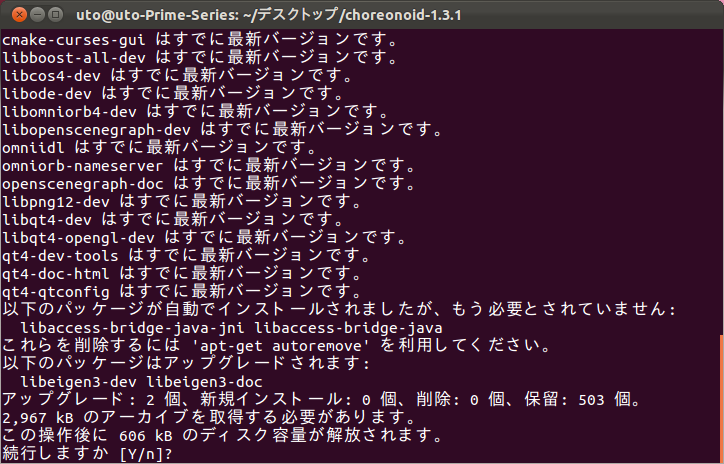 uto@uto-Prime-Series: ~/デスクトップ/choreonoid-1.3.1
cmake-curses-gui はすでに最新バージョンです。
libboost-all-dev はすでに最新バージョンです。
libcos4-dev はすでに最新バージョンです。
libode-dev はすでに最新バージョンです。
libomniorb4-dev はすでに最新バージョンです。
libopenscenegraph-dev はすでに最新バージョンです。
omniidl はすでに最新バージョンです。
omniorb-nameserver はすでに最新バージョンです。
openscenegraph-doc はすでに最新バージョンです。
libpng12-dev はすでに最新バージョンです。
libqt4-dev はすでに最新バージョンです。
libqt4-opengl-dev はすでに最新バージョンです。
qt4-dev-tools はすでに最新バージョンです。
qt4-doc-html はすでに最新バージョンです。
qt4-qtconfig はすでに最新バージョンです。
以下のパッケージが自動でインストールされましたが、もう必要とされていません:
  libaccess-bridge-java-jni libaccess-bridge-java
これらを削除するには 'apt-get autoremove' を利用してください。
以下のパッケージはアップグレードされます:
  libeigen3-dev libeigen3-doc
アップグレード: 2 個、新規インストール: 0 個、削除: 0 個、保留: 503 個。
2,967 kB のアーカイブを取得する必要があります。
この操作後に 606 kB のディスク容量が解放されます。
続行しますか [Y/n]?